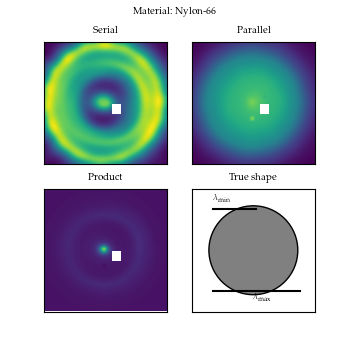 Material: Nylon-66
Serial
Parallel
Product
True shape
λmin
λmax